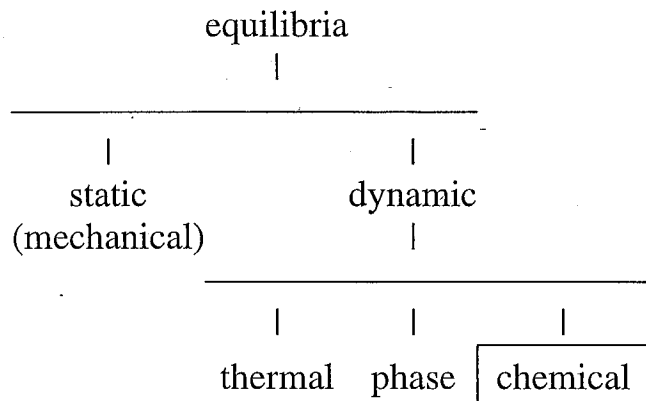 equilibria
static dynamic
(mechanical)
thermal phase chemical